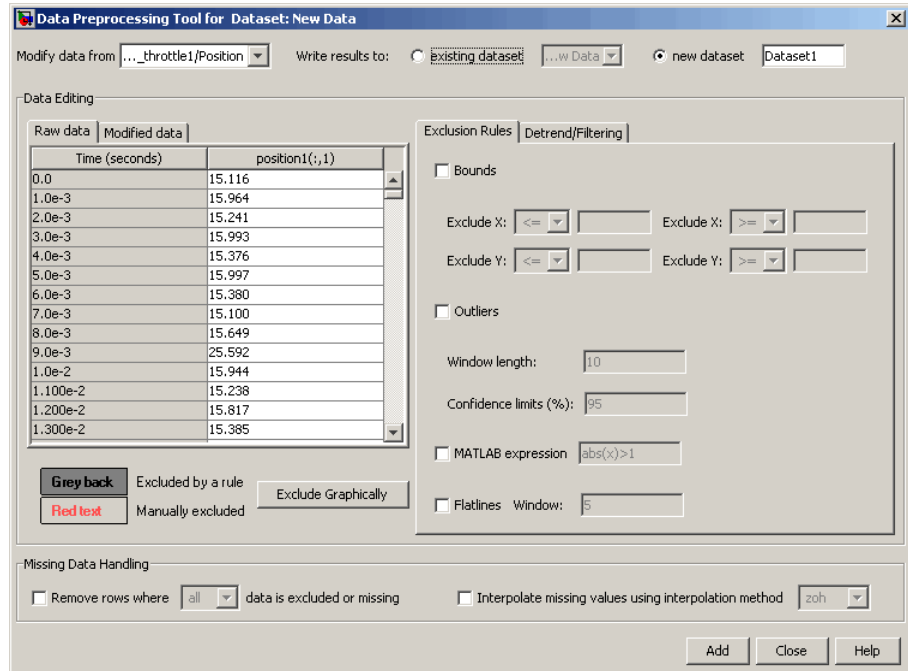 Data Preprocessing Tool for Dataset: New Data
Modify data from ..._throttle1/Position Write results to: existing dataset ...w Data new dataset Dataset1
Data Editing
Raw data Modified data
Time (seconds) position1(:,1)
0.0 15.116
1.0e-3 15.964
2.0e-3 15.241
3.0e-3 15.993
4.0e-3 15.376
5.0e-3 15.997
6.0e-3 15.380
7.0e-3 15.100
8.0e-3 15.649
9.0e-3 25.592
1.0e-2 15.944
1.100e-2 15.238
1.200e-2 15.817
1.300e-2 15.385
Grey back Excluded by a rule
Red text Manually excluded
Exclude Graphically
Exclusion Rules Detrend/Filtering
Bounds
Exclude X: <= Exclude X: >=
Exclude Y: <= Exclude Y: >=
Outliers
Window length: 10
Confidence limits (%): 95
MATLAB expression abs(x)>1
Flatlines Window: 5
Missing Data Handling
Remove rows where all data is excluded or missing Interpolate missing values using interpolation method zoh
Add Close Help